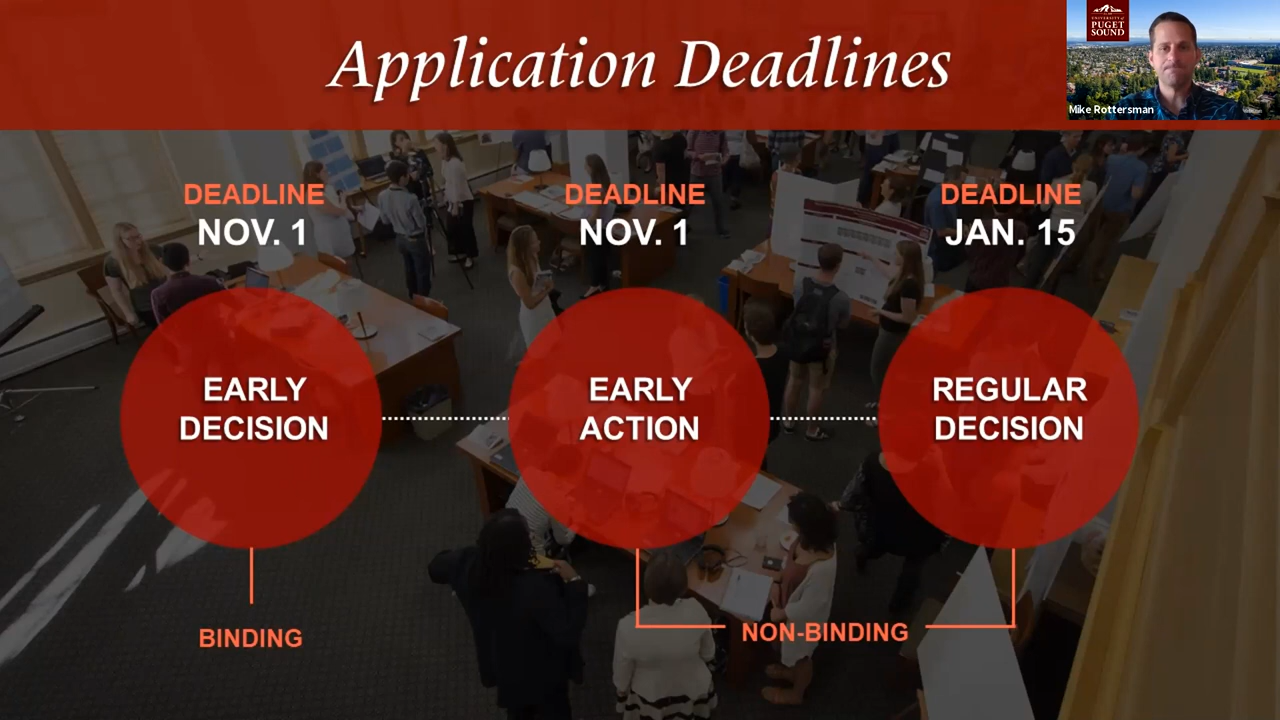 Application Deadlines
UNIVERSITY of
PUGET
SOUND
Mike Rottersman
DEADLINE
NOV. 1
DEADLINE
NOV. 1
DEADLINE
JAN. 15
EARLY
DECISION
EARLY
ACTION
REGULAR
DECISION
BINDING
NON-BINDING